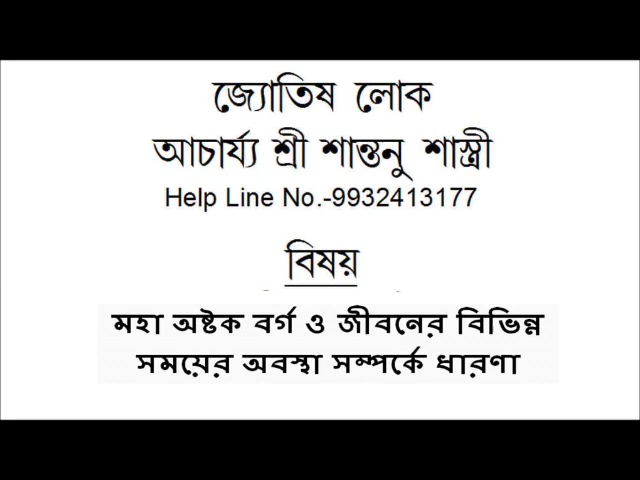 জ্যোতিষ লোক
আচার্য্য শ্রী শান্তনু শাস্ত্রী
Help Line No.-9932413177
বিষয়
মহা অষ্টক বর্গ ও জীবনের বিভিন্ন
সময়ের অবস্থা সম্পর্কে ধারণা